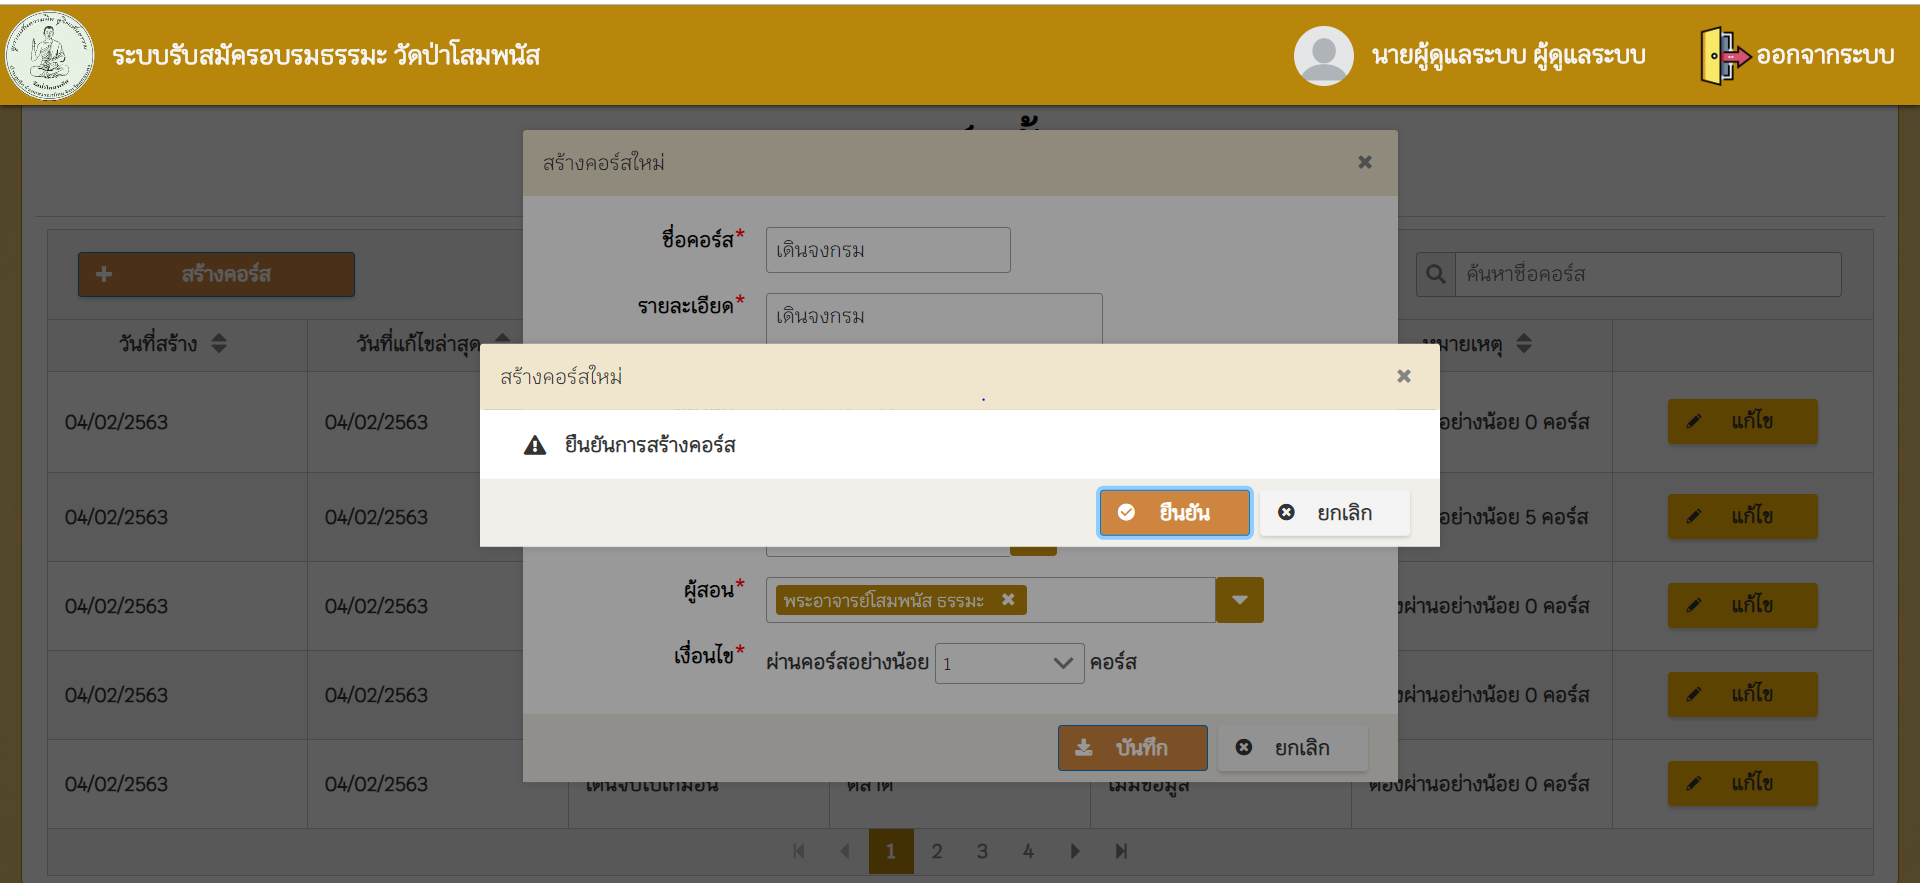 ระบบรับสมัครอบรมธรรมะ วัดป่าโสมพนัส
นายผู้ดูแลระบบ ผู้ดูแลระบบ
ออกจากระบบ
สร้างคอร์สใหม่
ชื่อคอร์ส*
เดินจงกรม
สร้างคอร์ส
ค้นหาชื่อคอร์ส
รายละเอียด*
เดินจงกรม
วันที่สร้าง
วันที่แก้ไขล่าสุด
หมายเหตุ
สร้างคอร์สใหม่
04/02/2563
04/02/2563
อย่างน้อย 0 คอร์ส
แก้ไข
ยืนยันการสร้างคอร์ส
ยืนยัน
ยกเลิก
04/02/2563
04/02/2563
อย่างน้อย 5 คอร์ส
แก้ไข
ผู้สอน*
พระอาจารย์โสมพนัส ธรรมะ
04/02/2563
04/02/2563
ผ่านอย่างน้อย 0 คอร์ส
แก้ไข
เงื่อนไข*
ผ่านคอร์สอย่างน้อย 1 คอร์ส
04/02/2563
04/02/2563
ผ่านอย่างน้อย 0 คอร์ส
แก้ไข
บันทึก
ยกเลิก
04/02/2563
04/02/2563
ต้องผ่านอย่างน้อย 0 คอร์ส
แก้ไข
1 2 3 4